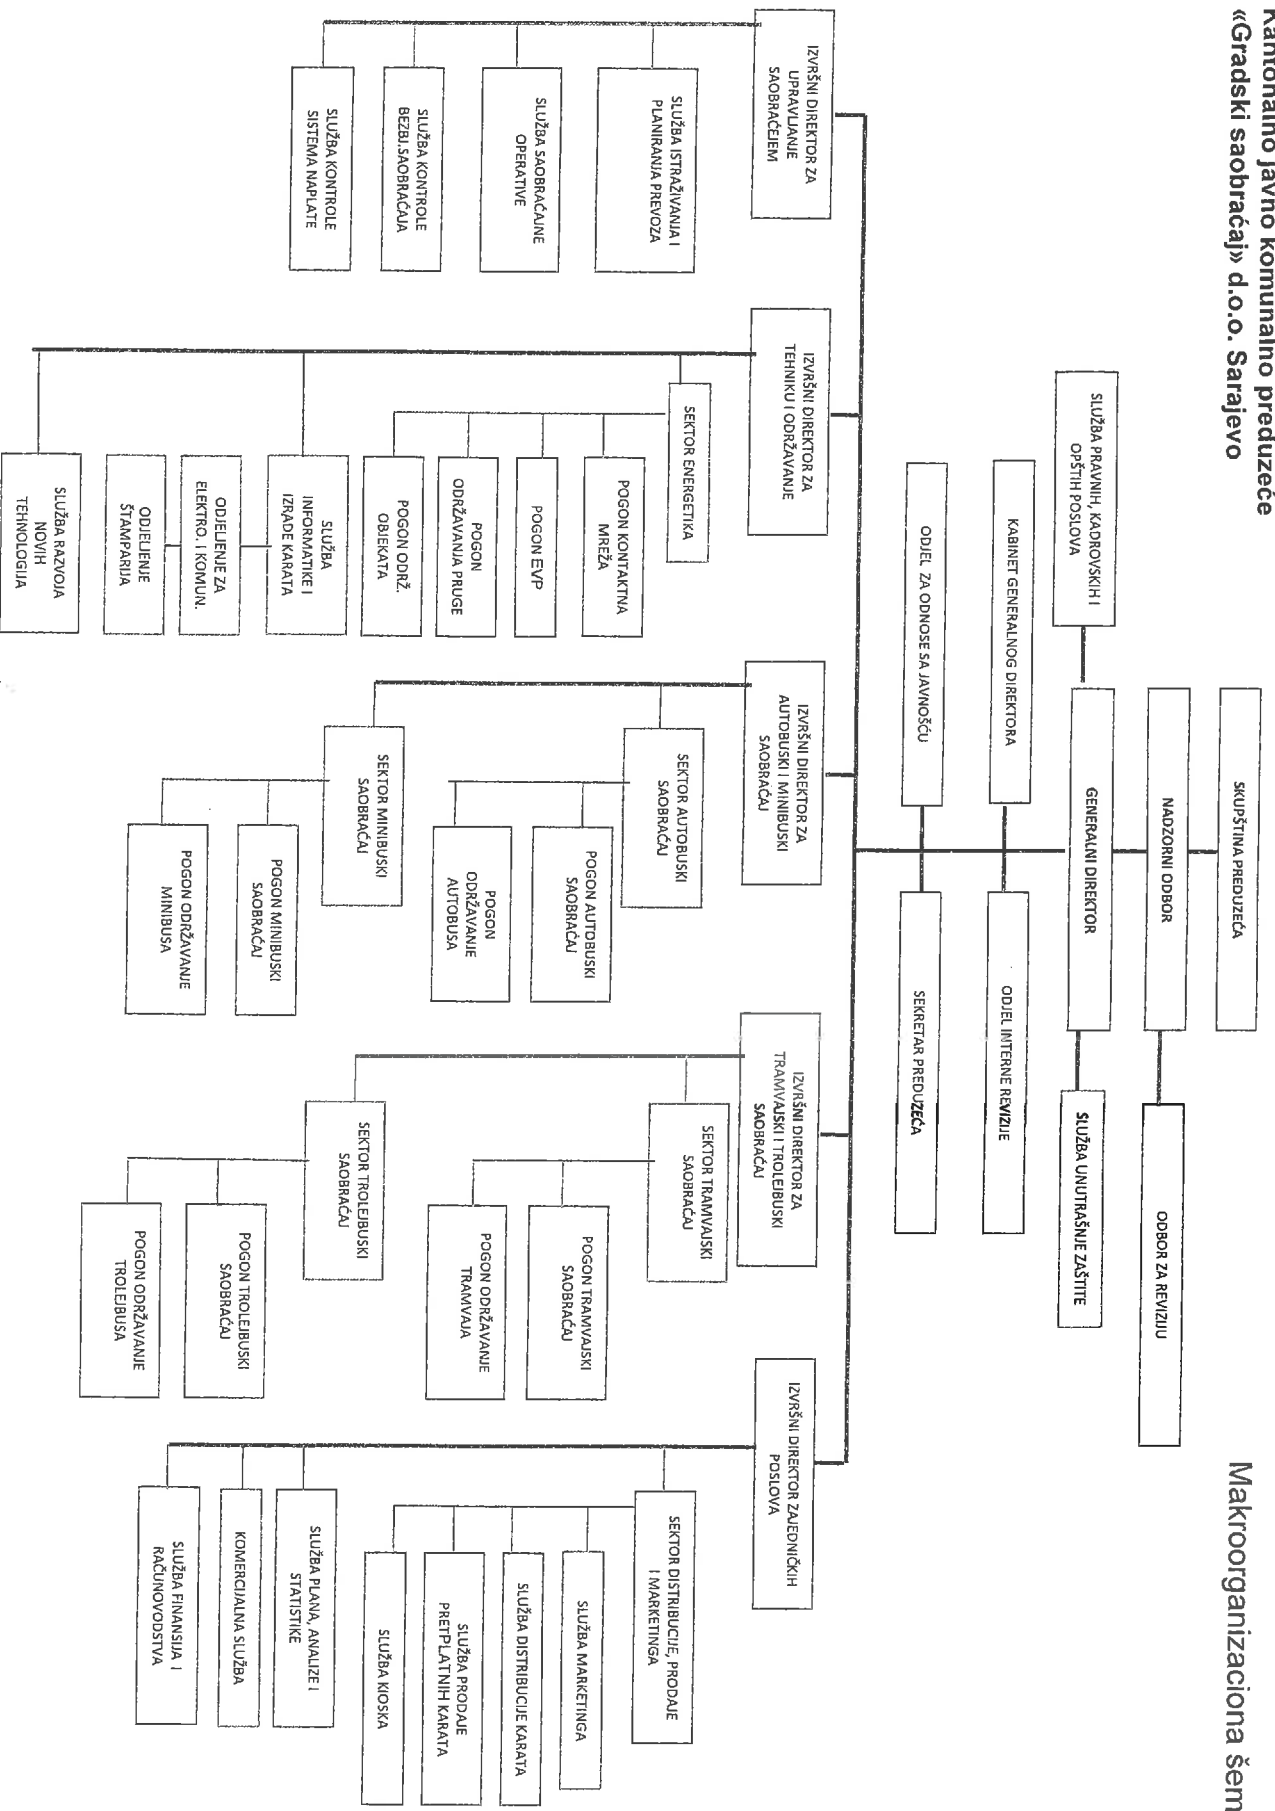 Kantonalno javno komunalno preduzeće
«Gradski saobraćaj» d.o.o. Sarajevo
Makroorganizaciona šem
SKUPŠTINA PREDUZEĆA
NADZORNI ODBOR
ODBOR ZA REVIZIJU
SLUŽBA PRAVNIH, KADROVSKIH I
OPŠTIH POSLOVA
GENERALNI DIREKTOR
SLUŽBA UNUTRAŠNJE ZAŠTITE
KABINET GENERALNOG DIREKTORA
ODJEL INTERNE REVIZIJE
ODJEL ZA ODNOSE SA JAVNOŠĆU
SEKRETAR PREDUZEĆA
IZVRŠNI DIREKTOR ZA
UPRAVLJANJE
SAOBRAĆEJEM
SLUŽBA ISTRAŽIVANJA I
PLANIRANJA PREVOZA
SLUŽBA SAOBRAĆAJNE
OPERATIVE
SLUŽBA KONTROLE
BEZBJ.SAOBRAĆAJA
SLUŽBA KONTROLE
SISTEMA NAPLATE
IZVRŠNI DIREKTOR ZA
TEHNIKU I ODRŽAVANJE
SEKTOR ENERGETIKA
POGON KONTAKTNA
MREŽA
POGON EVP
POGON
ODRŽAVANJA PRUGE
POGON ODRŽ.
OBJEKATA
SLUŽBA
INFORMATIKE I
IZRADE KARATA
ODJELJENJE ZA
ELEKTRO. I KOMUN.
ODJELJENJE
ŠTAMPARIJA
SLUŽBA RAZVOJA
NOVIH
TEHNOLOGIJA
IZVRŠNI DIREKTOR ZA
AUTOBUSKI I MINIBUSKI
SAOBRAĆAJ
SEKTOR AUTOBUSKI
SAOBRAĆAJ
POGON AUTOBUSKI
SAOBRAĆAJ
POGON
ODRŽAVANJE
AUTOBUSA
SEKTOR MINIBUSKI
SAOBRAĆAJ
POGON MINIBUSKI
SAOBRAĆAJ
POGON ODRŽAVANJE
MINIBUSA
IZVRŠNI DIREKTOR ZA
TRAMVAJSKI I TROLEJBUSKI
SAOBRAĆAJ
SEKTOR TRAMVAJSKI
SAOBRAĆAJ
POGON TRAMVAJSKI
SAOBRAĆAJ
POGON ODRŽAVANJE
TRAMVAJA
SEKTOR TROLEJBUSKI
SAOBRAĆAJ
POGON TROLEJBUSKI
SAOBRAĆAJ
POGON ODRŽAVANJE
TROLEJBUSA
IZVRŠNI DIREKTOR ZAJEDNIČKIH
POSLOVA
SEKTOR DISTRIBUCIJE, PRODAJE
I MARKETINGA
SLUŽBA MARKETINGA
SLUŽBA DISTRIBUCIJE KARATA
SLUŽBA PRODAJE
PRETPLATNIH KARATA
SLUŽBA KIOSKA
SLUŽBA PLANA, ANALIZE I
STATISTIKE
KOMERCIJALNA SLUŽBA
SLUŽBA FINANSIJA I
RAČUNOVODSTVA